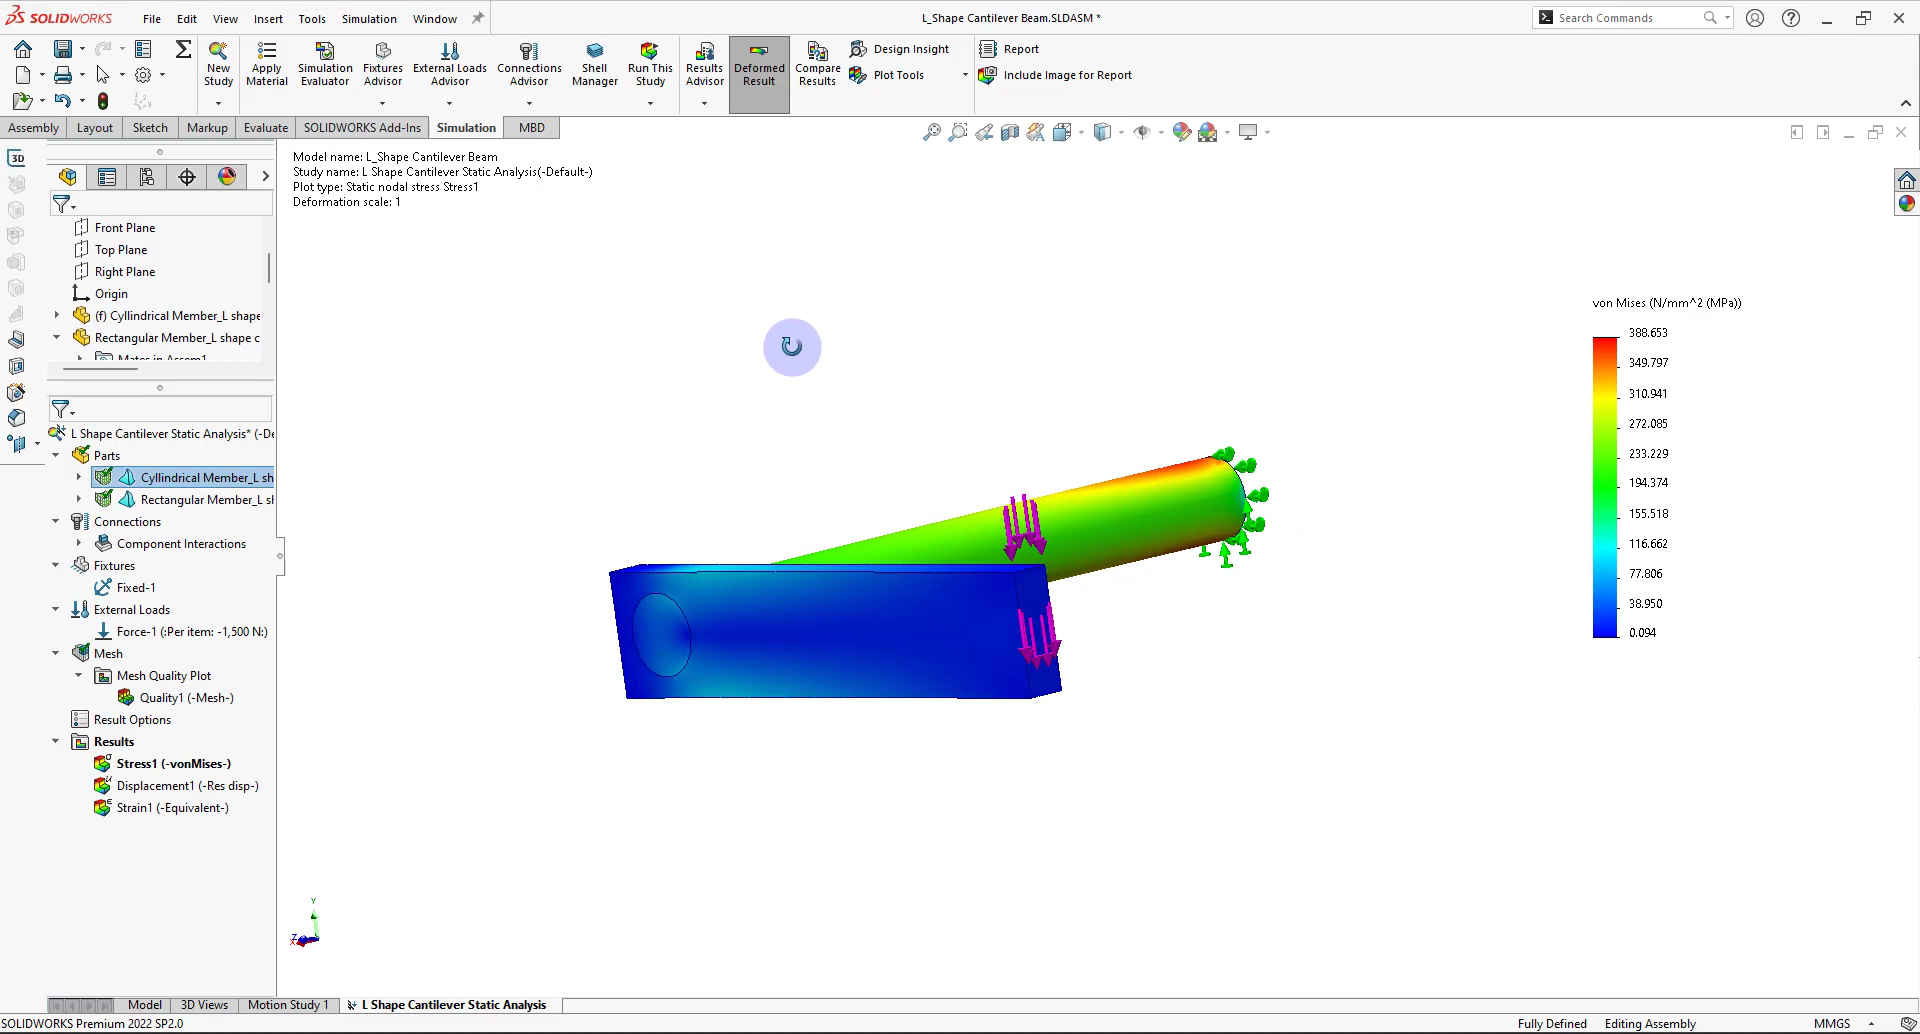 SOLIDWORKS
File Edit View Insert Tools Simulation Window
L_Shape Cantilever Beam.SLDASM *
Search Commands
New Study
Apply Material
Simulation Evaluator
Fixtures Advisor
External Loads Advisor
Connections Advisor
Shell Manager
Run This Study
Results Advisor
Deformed Result
Compare Results
Design Insight
Plot Tools
Report
Include Image for Report
Assembly Layout Sketch Markup Evaluate SOLIDWORKS Add-Ins Simulation MBD
3D
Front Plane
Top Plane
Right Plane
Origin
(f) Cyllindrical Member_L shape
Rectangular Member_L shape c
Mates in Assem1
L Shape Cantilever Static Analysis* (-De
Parts
Cyllindrical Member_L sh
Rectangular Member_L sh
Connections
Component Interactions
Fixtures
Fixed-1
External Loads
Force-1 (:Per item: -1,500 N:)
Mesh
Mesh Quality Plot
Quality1 (-Mesh-)
Result Options
Results
Stress1 (-vonMises-)
Displacement1 (-Res disp-)
Strain1 (-Equivalent-)
Model name: L_Shape Cantilever Beam
Study name: L Shape Cantilever Static Analysis(-Default-)
Plot type: Static nodal stress Stress1
Deformation scale: 1
von Mises (N/mm^2 (MPa))
388.653
349.797
310.941
272.085
233.229
194.374
155.518
116.662
77.806
38.950
0.094
Y
Z
X
Model 3D Views Motion Study 1 L Shape Cantilever Static Analysis
SOLIDWORKS Premium 2022 SP2.0
Fully Defined Editing Assembly MMGS